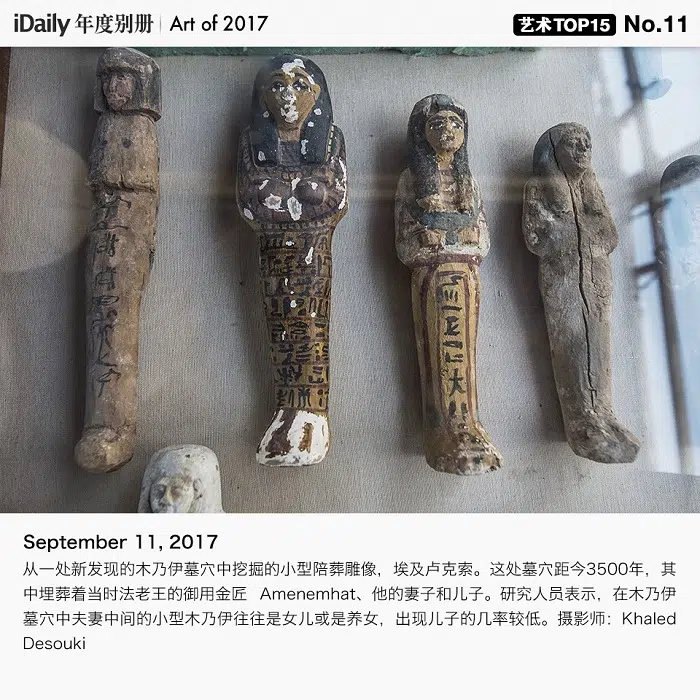 iDaily 年度别册 | Art of 2017
艺术TOP15 No.11
September 11, 2017
从一处新发现的木乃伊墓穴中挖掘的小型陪葬雕像，埃及卢克索。这处墓穴距今3500年，其
中埋葬着当时法老王的御用金匠 Amenemhat、他的妻子和儿子。研究人员表示，在木乃伊
墓穴中夫妻中间的小型木乃伊往往是女儿或是养女，出现儿子的几率较低。摄影师：Khaled
Desouki